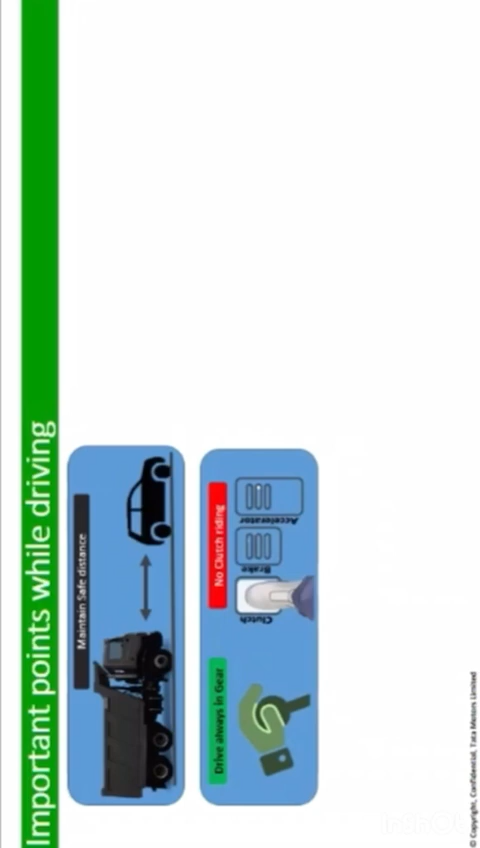 Important points while driving
Maintain Safe distance
Drive always in Gear
No Clutch riding
Clutch
Brake
Accelerator
© Copyright, Confidential, Tata Motors Limited